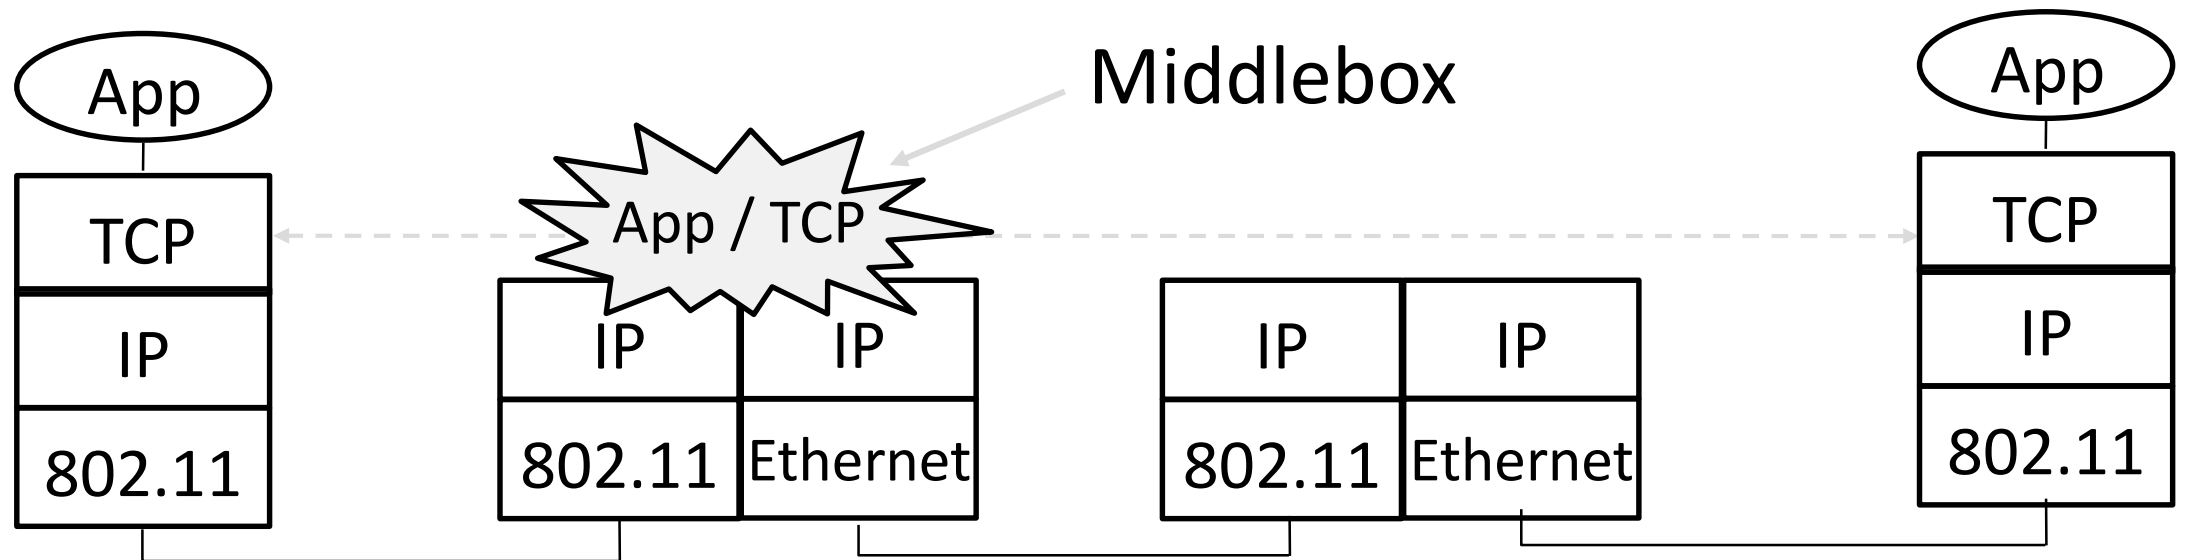 App
Middlebox
App
TCP
App / TCP
TCP
IP
IP
IP
IP
IP
IP
802.11
802.11
Ethernet
802.11
Ethernet
802.11